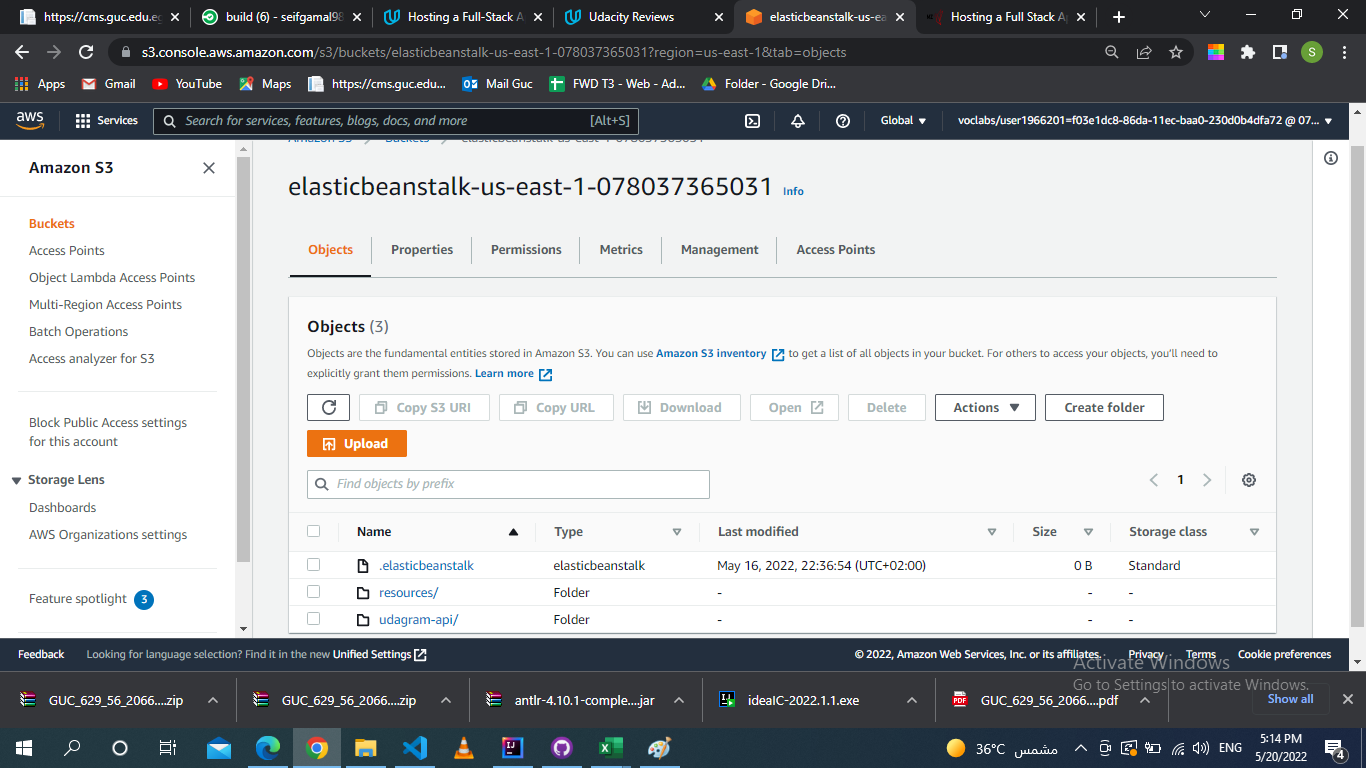 https://cms.guc.edu.eg
build (6) - seifgamal98
Hosting a Full-Stack A
Udacity Reviews
elasticbeanstalk-us-ea
Hosting a Full Stack Ap
s3.console.aws.amazon.com/s3/buckets/elasticbeanstalk-us-east-1-078037365031?region=us-east-1&tab=objects
S
Apps
Gmail
YouTube
Maps
https://cms.guc.edu...
Mail Guc
FWD T3 - Web - Ad...
Folder - Google Dri...
aws
Services
Search for services, features, blogs, docs, and more
[Alt+S]
Global
voclabs/user1966201=f03e1dc8-86da-11ec-baa0-230d0b4dfa72 @ 07...
Amazon S3
Buckets
Access Points
Object Lambda Access Points
Multi-Region Access Points
Batch Operations
Access analyzer for S3
Block Public Access settings
for this account
Storage Lens
Dashboards
AWS Organizations settings
Feature spotlight 3
Amazon S3 > Buckets > elasticbeanstalk-us-east-1-078037365031
elasticbeanstalk-us-east-1-078037365031 Info
Objects
Properties
Permissions
Metrics
Management
Access Points
Objects (3)
Objects are the fundamental entities stored in Amazon S3. You can use Amazon S3 inventory to get a list of all objects in your bucket. For others to access your objects, you'll need to
explicitly grant them permissions. Learn more
Copy S3 URI
Copy URL
Download
Open
Delete
Actions
Create folder
Upload
Find objects by prefix
1
Name Type Last modified Size Storage class
.elasticbeanstalk elasticbeanstalk May 16, 2022, 22:36:54 (UTC+02:00) 0 B Standard
resources/ Folder - - -
udagram-api/ Folder - - -
Feedback
Looking for language selection? Find it in the new Unified Settings
© 2022, Amazon Web Services, Inc. or its affiliates.
Privacy
Terms
Cookie preferences
Activate Windows
Go to Settings to activate Windows.
GUC_629_56_2066....zip
GUC_629_56_2066....zip
antlr-4.10.1-comple....jar
ideaIC-2022.1.1.exe
GUC_629_56_2066....pdf
Show all
36°C مشمس
ENG
5:14 PM
5/20/2022
4